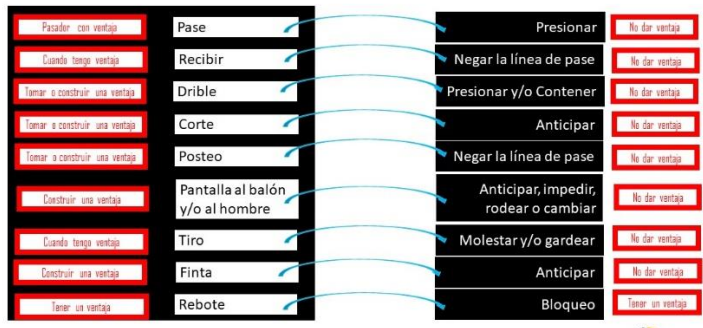 Pasador con ventaja Pase Presionar No dar ventaja
Cuando tengo ventaja Recibir Negar la línea de pase No dar ventaja
Tomar o construir una ventaja Drible Presionar y/o Contener No dar ventaja
Tomar o construir una ventaja Corte Anticipar No dar ventaja
Tomar o construir una ventaja Posteo Negar la línea de pase No dar ventaja
Construir una ventaja Pantalla al balón Anticipar, impedir, No dar ventaja
y/o al hombre rodear o cambiar
Cuando tengo ventaja Tiro Molestar y/o gardear No dar ventaja
Construir una ventaja Finta Anticipar No dar ventaja
Tener un ventaja Rebote Bloqueo Tener un ventaja